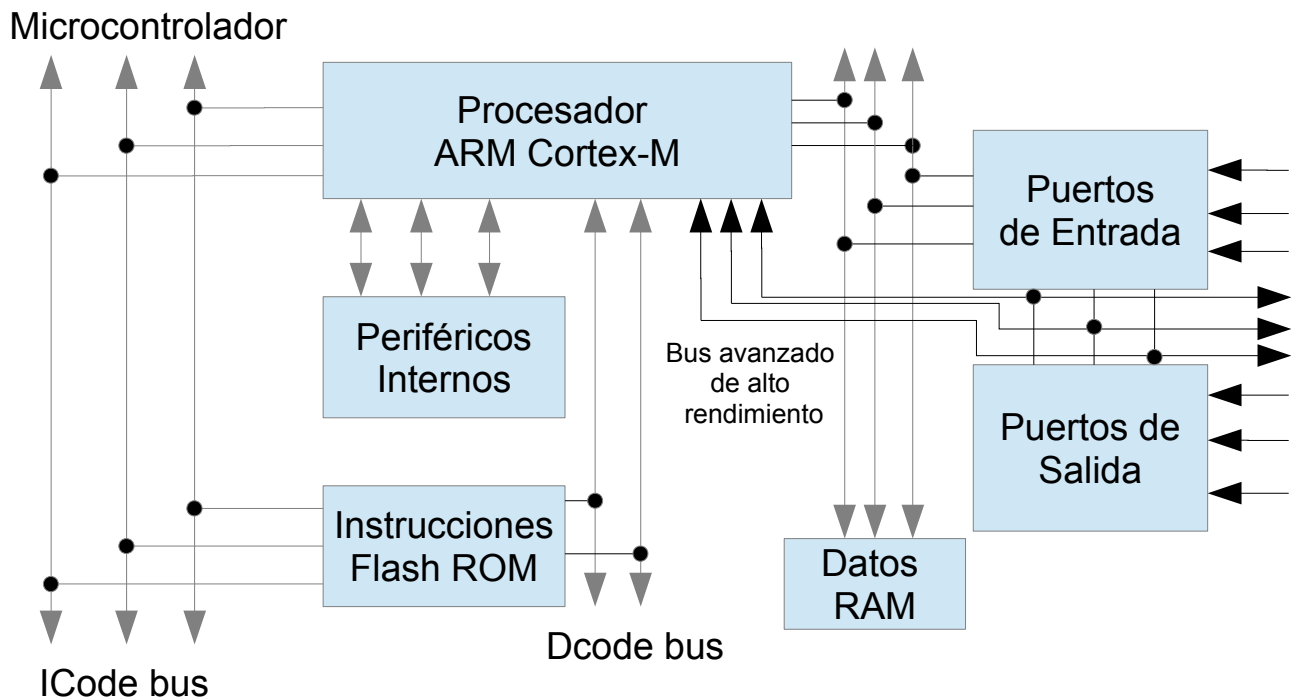 Microcontrolador
Procesador
ARM Cortex-M
Puertos
de Entrada
Periféricos
Internos
Bus avanzado
de alto
rendimiento
Puertos de
Salida
Instrucciones
Flash ROM
Datos
RAM
Dcode bus
ICode bus